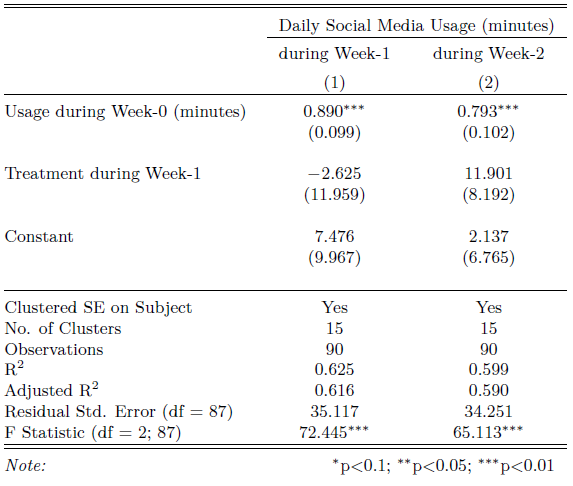 Daily Social Media Usage (minutes)
during Week-1 during Week-2
(1) (2)
Usage during Week-0 (minutes) 0.890*** 0.793***
(0.099) (0.102)
Treatment during Week-1 −2.625 11.901
(11.959) (8.192)
Constant 7.476 2.137
(9.967) (6.765)
Clustered SE on Subject Yes Yes
No. of Clusters 15 15
Observations 90 90
R² 0.625 0.599
Adjusted R² 0.616 0.590
Residual Std. Error (df = 87) 35.117 34.251
F Statistic (df = 2; 87) 72.445*** 65.113***
Note: *p<0.1; **p<0.05; ***p<0.01